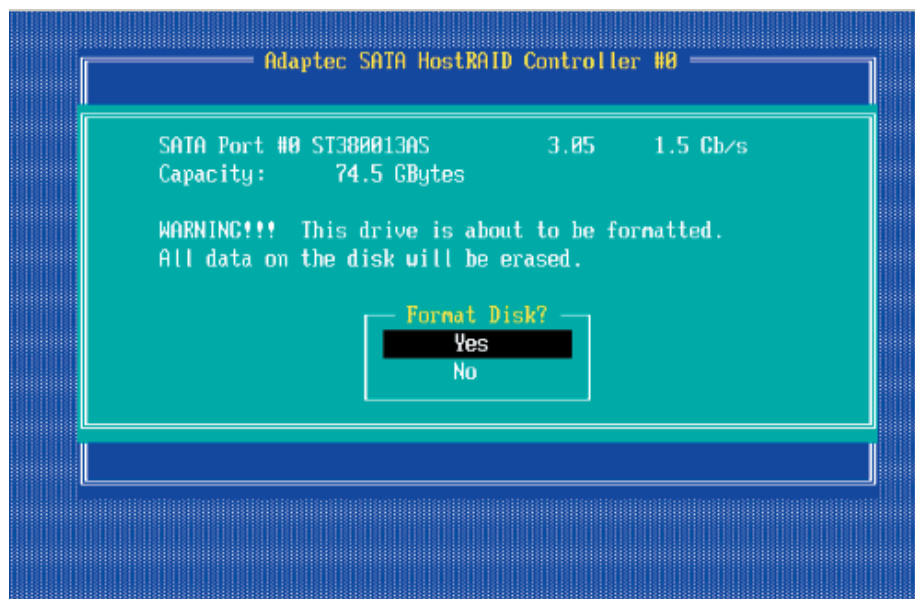 Adaptec SATA HostRAID Controller #0
SATA Port #0 ST380013AS 3.05 1.5 Gb/s
Capacity: 74.5 GBytes
WARNING!!! This drive is about to be formatted.
All data on the disk will be erased.
Format Disk?
Yes
No